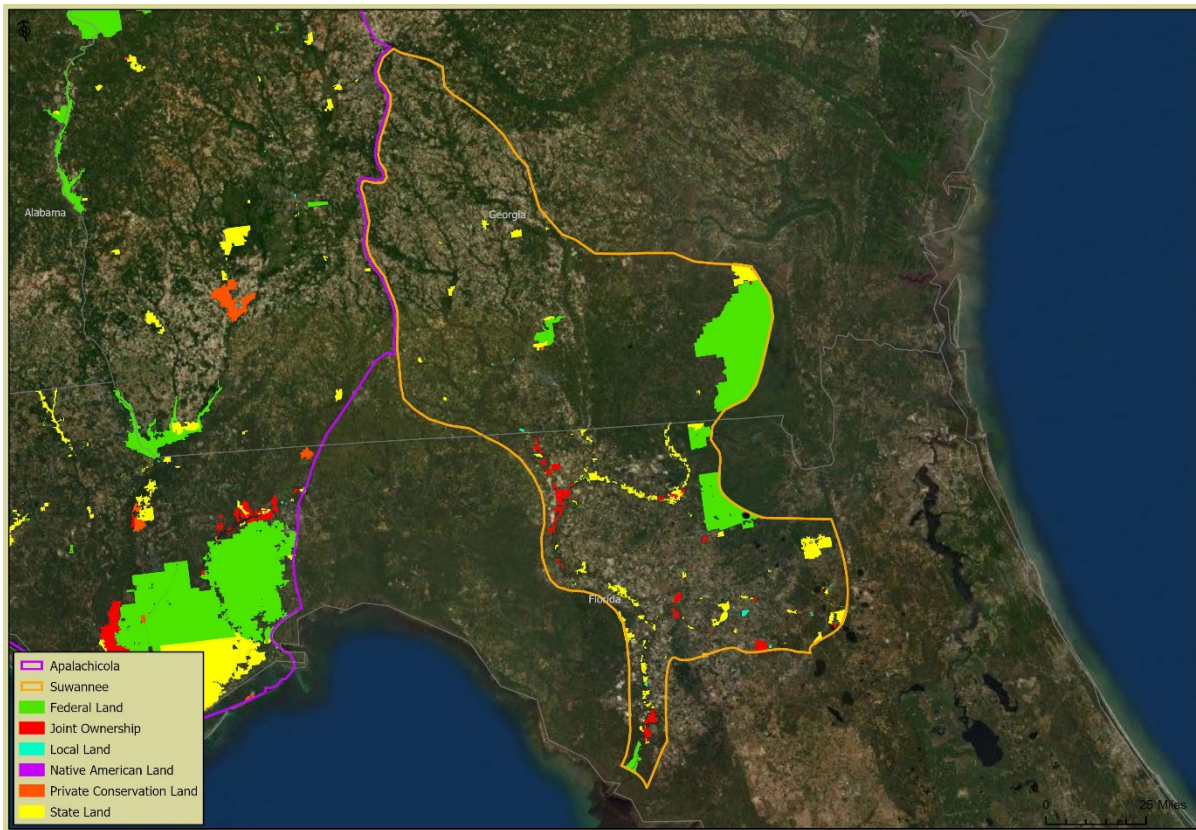 Alabama
Georgia
Florida
Apalachicola
Suwannee
Federal Land
Joint Ownership
Local Land
Native American Land
Private Conservation Land
State Land
0 25 Miles